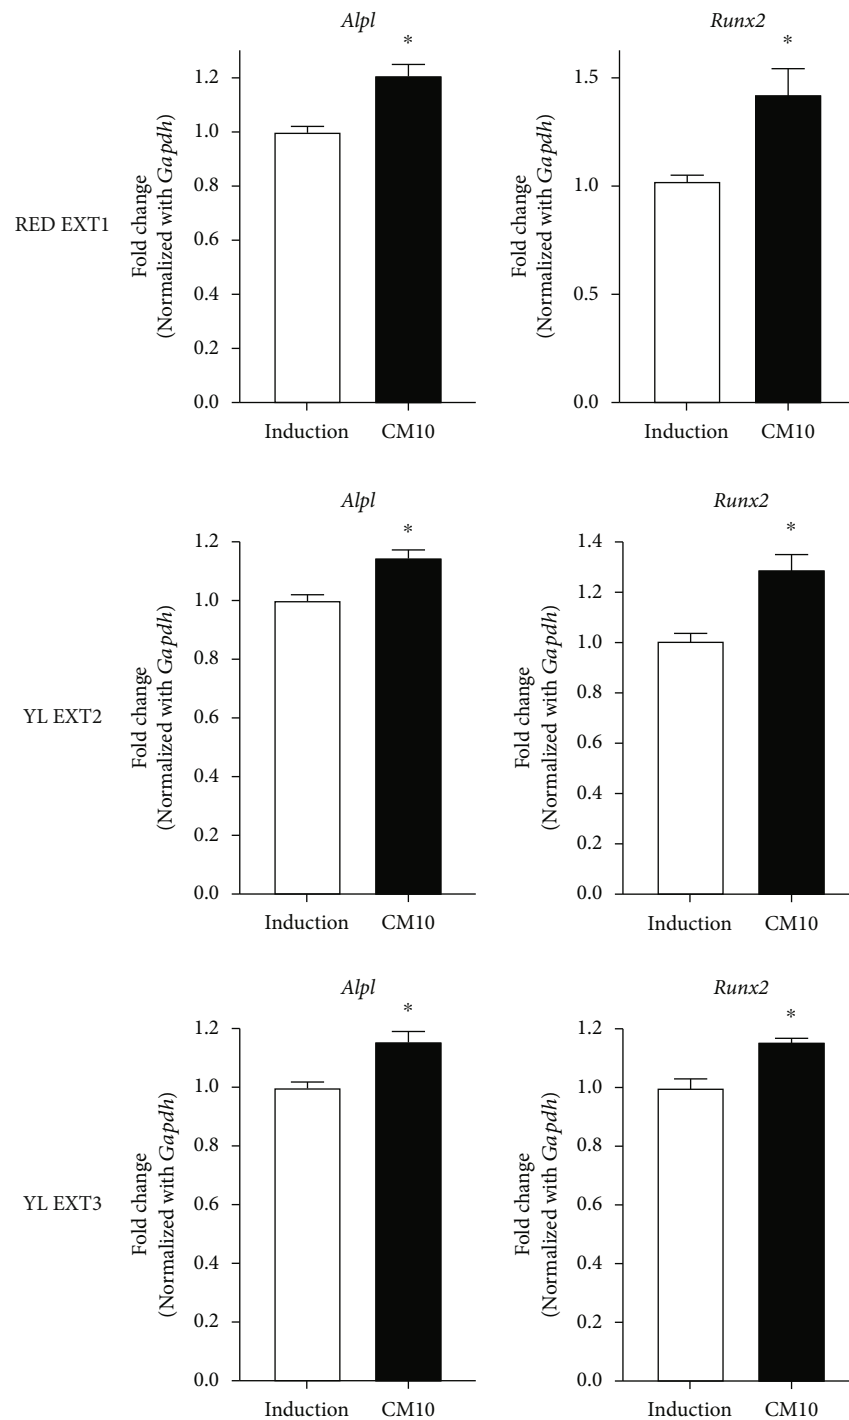 Alpl
Runx2
RED EXT1
Fold change
(Normalized with Gapdh)
1.2
1.0
0.8
0.6
0.4
0.2
0.0
*
Induction
CM10
Fold change
(Normalized with Gapdh)
1.5
1.0
0.5
0.0
*
Induction
CM10
Alpl
Runx2
YL EXT2
Fold change
(Normalized with Gapdh)
1.2
1.0
0.8
0.6
0.4
0.2
0.0
*
Induction
CM10
Fold change
(Normalized with Gapdh)
1.4
1.2
1.0
0.8
0.6
0.4
0.2
0.0
*
Induction
CM10
Alpl
Runx2
YL EXT3
Fold change
(Normalized with Gapdh)
1.2
1.0
0.8
0.6
0.4
0.2
0.0
*
Induction
CM10
Fold change
(Normalized with Gapdh)
1.2
1.0
0.8
0.6
0.4
0.2
0.0
*
Induction
CM10